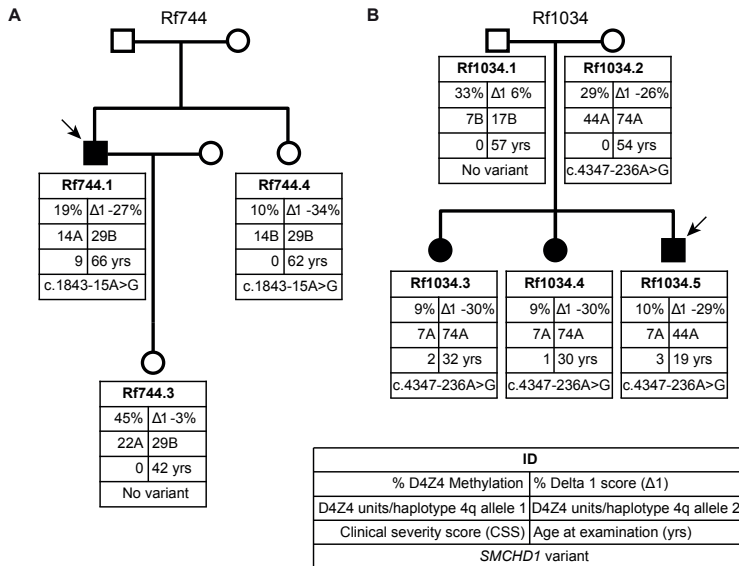 A
Rf744
Rf744.1
19% Δ1 -27%
14A 29B
9 66 yrs
c.1843-15A>G
Rf744.4
10% Δ1 -34%
14B 29B
0 62 yrs
c.1843-15A>G
Rf744.3
45% Δ1 -3%
22A 29B
0 42 yrs
No variant
B
Rf1034
Rf1034.1
33% Δ1 6%
7B 17B
0 57 yrs
No variant
Rf1034.2
29% Δ1 -26%
44A 74A
0 54 yrs
c.4347-236A>G
Rf1034.3
9% Δ1 -30%
7A 74A
2 32 yrs
c.4347-236A>G
Rf1034.4
9% Δ1 -30%
7A 74A
1 30 yrs
c.4347-236A>G
Rf1034.5
10% Δ1 -29%
7A 44A
3 19 yrs
c.4347-236A>G
ID
% D4Z4 Methylation % Delta 1 score (Δ1)
D4Z4 units/haplotype 4q allele 1 D4Z4 units/haplotype 4q allele 2
Clinical severity score (CSS) Age at examination (yrs)
SMCHD1 variant